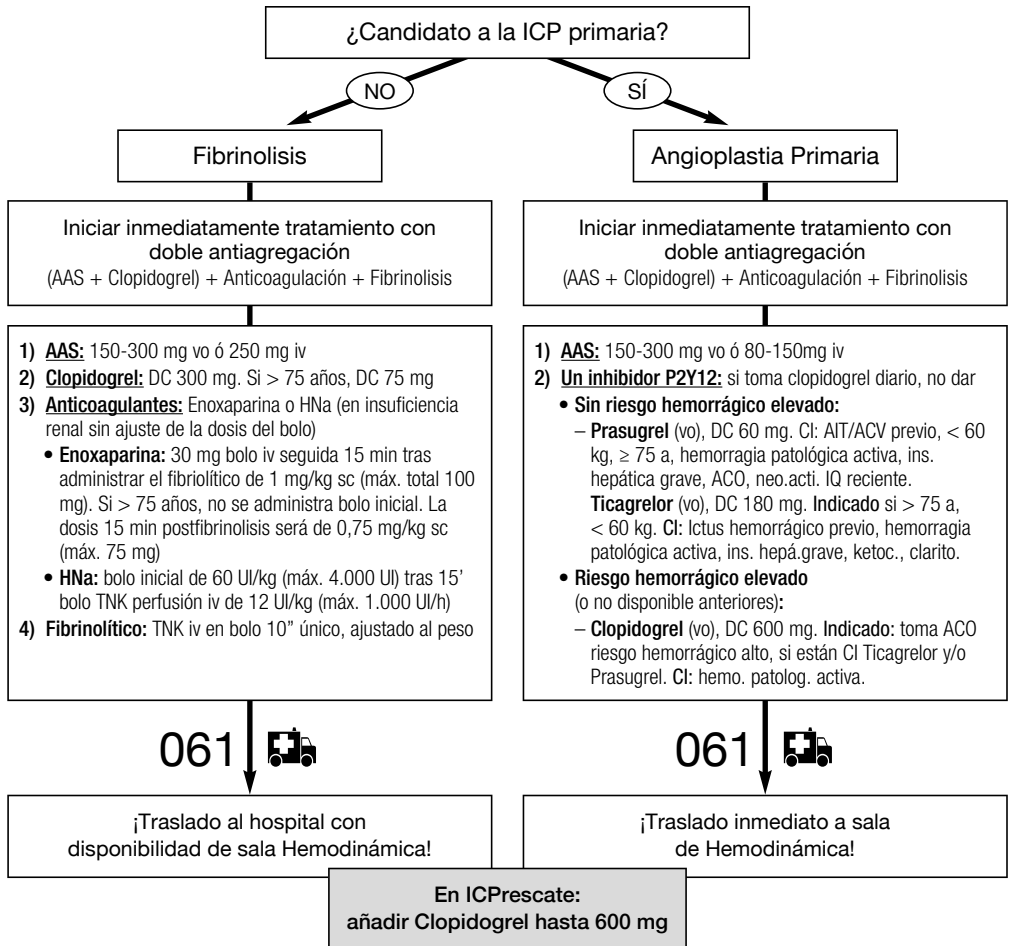 ¿Candidato a la ICP primaria?
NO
SÍ
Fibrinolisis
Iniciar inmediatamente tratamiento con
doble antiagregación
(AAS + Clopidogrel) + Anticoagulación + Fibrinolisis
1) AAS: 150-300 mg vo ó 250 mg iv
2) Clopidogrel: DC 300 mg. Si > 75 años, DC 75 mg
3) Anticoagulantes: Enoxaparina o HNa (en insuficiencia
renal sin ajuste de la dosis del bolo)
• Enoxaparina: 30 mg bolo iv seguida 15 min tras
administrar el fibriolítico de 1 mg/kg sc (máx. total 100
mg). Si > 75 años, no se administra bolo inicial. La
dosis 15 min postfibrinolisis será de 0,75 mg/kg sc
(máx. 75 mg)
• HNa: bolo inicial de 60 UI/kg (máx. 4.000 UI) tras 15’
bolo TNK perfusión iv de 12 UI/kg (máx. 1.000 UI/h)
4) Fibrinolítico: TNK iv en bolo 10” único, ajustado al peso
061
¡Traslado al hospital con
disponibilidad de sala Hemodinámica!
Angioplastia Primaria
Iniciar inmediatamente tratamiento con
doble antiagregación
(AAS + Clopidogrel) + Anticoagulación + Fibrinolisis
1) AAS: 150-300 mg vo ó 80-150mg iv
2) Un inhibidor P2Y12: si toma clopidogrel diario, no dar
• Sin riesgo hemorrágico elevado:
– Prasugrel (vo), DC 60 mg. CI: AIT/ACV previo, < 60
kg, ≥ 75 a, hemorragia patológica activa, ins.
hepática grave, ACO, neo.acti. IQ reciente.
Ticagrelor (vo), DC 180 mg. Indicado si > 75 a,
< 60 kg. CI: Ictus hemorrágico previo, hemorragia
patológica activa, ins. hepá.grave, ketoc., clarito.
• Riesgo hemorrágico elevado
(o no disponible anteriores):
– Clopidogrel (vo), DC 600 mg. Indicado: toma ACO
riesgo hemorrágico alto, si están CI Ticagrelor y/o
Prasugrel. CI: hemo. patolog. activa.
061
¡Traslado inmediato a sala
de Hemodinámica!
En ICPrescate:
añadir Clopidogrel hasta 600 mg